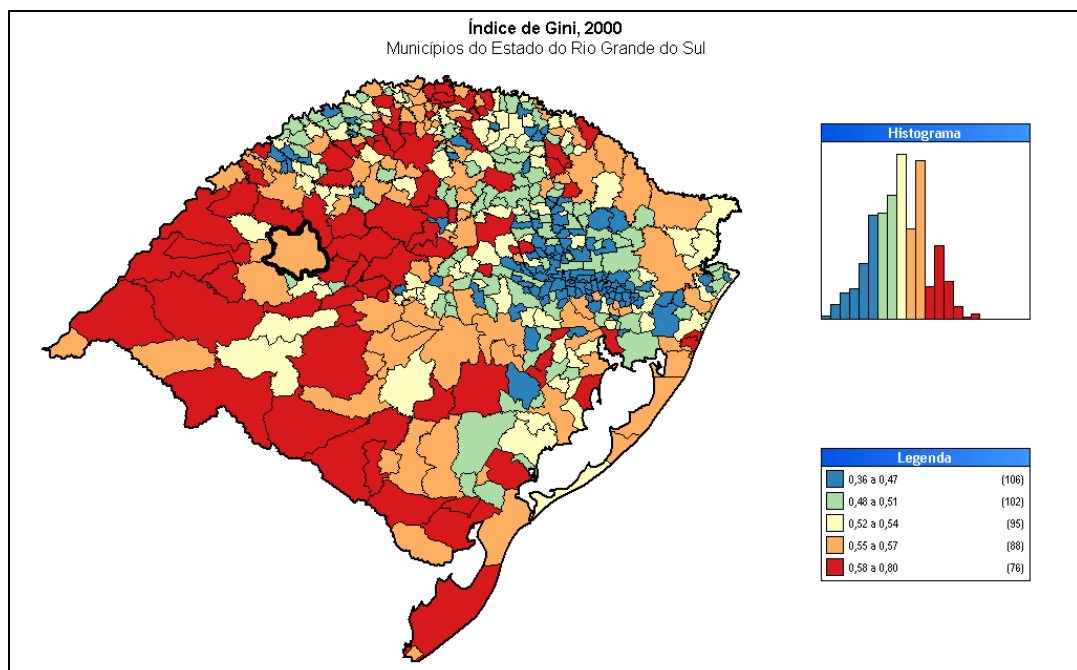 Índice de Gini, 2000
Municípios do Estado do Rio Grande do Sul
Histograma
Legenda
0,36 a 0,47 (106)
0,48 a 0,51 (102)
0,52 a 0,54 (95)
0,55 a 0,57 (88)
0,58 a 0,80 (76)